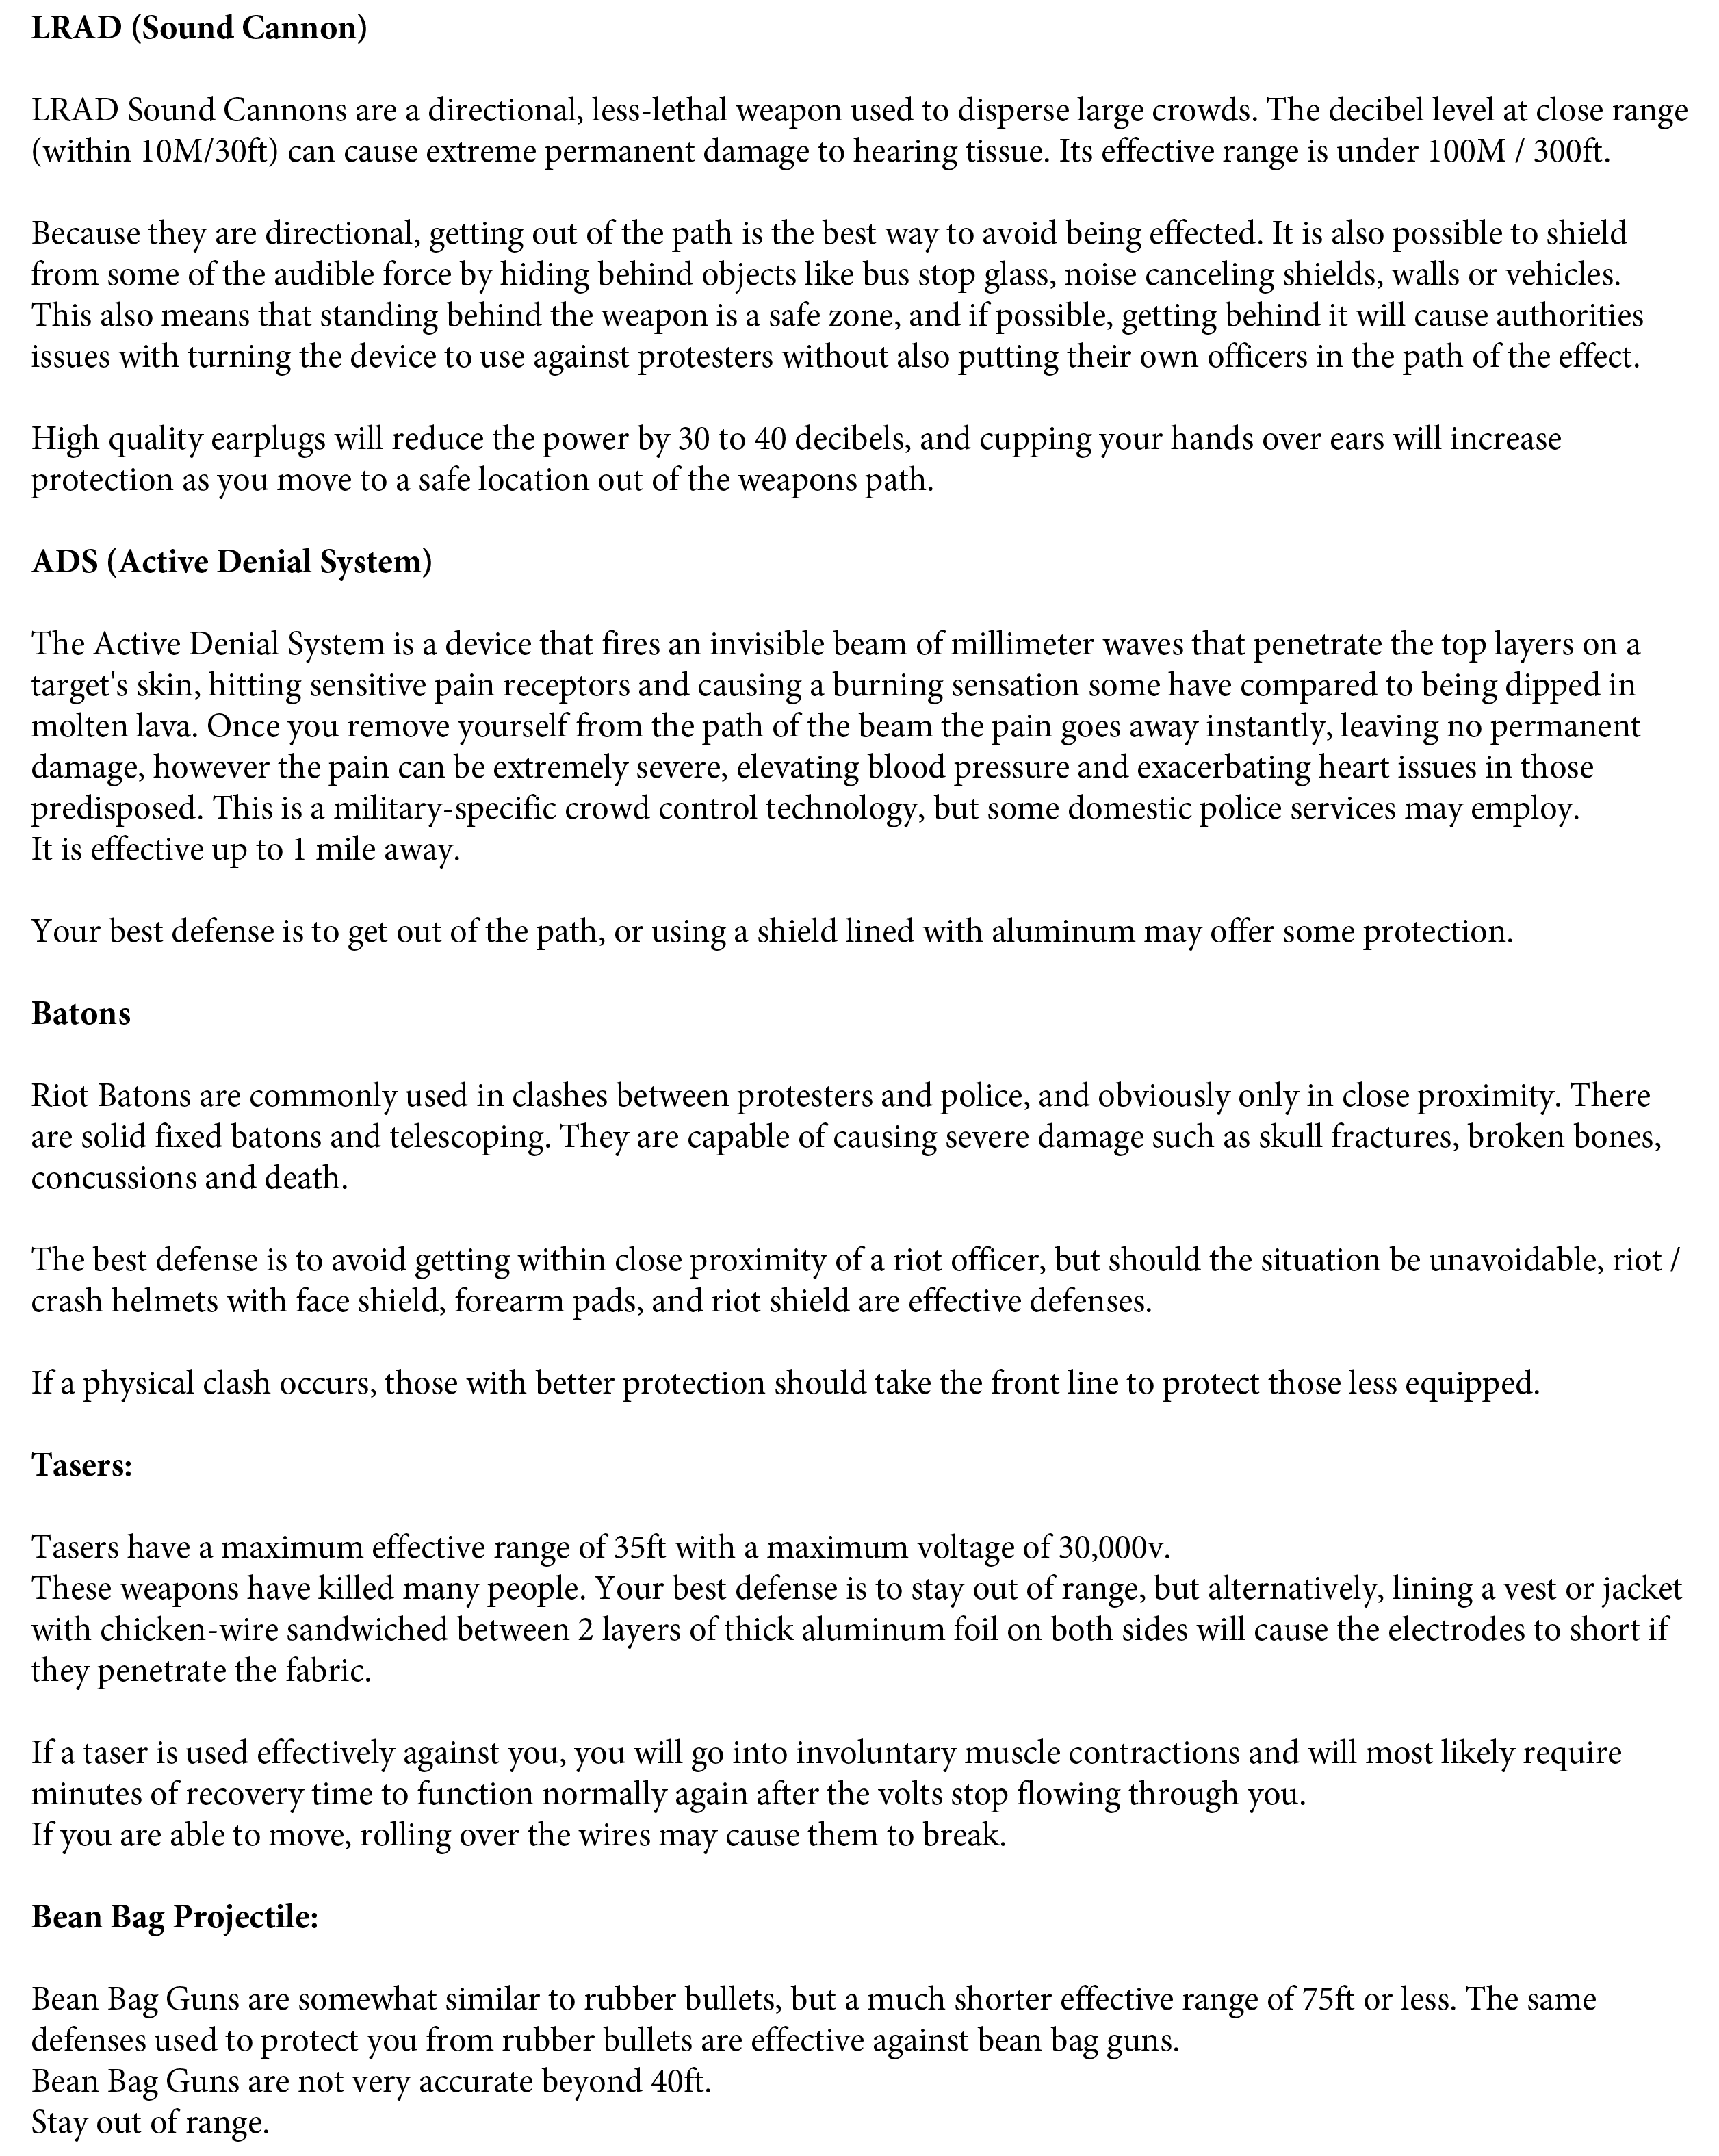 LRAD (Sound Cannon)
LRAD Sound Cannons are a directional, less-lethal weapon used to disperse large crowds. The decibel level at close range
(within 10M/30ft) can cause extreme permanent damage to hearing tissue. Its effective range is under 100M / 300ft.
Because they are directional, getting out of the path is the best way to avoid being effected. It is also possible to shield
from some of the audible force by hiding behind objects like bus stop glass, noise canceling shields, walls or vehicles.
This also means that standing behind the weapon is a safe zone, and if possible, getting behind it will cause authorities
issues with turning the device to use against protesters without also putting their own officers in the path of the effect.
High quality earplugs will reduce the power by 30 to 40 decibels, and cupping your hands over ears will increase
protection as you move to a safe location out of the weapons path.
ADS (Active Denial System)
The Active Denial System is a device that fires an invisible beam of millimeter waves that penetrate the top layers on a
target's skin, hitting sensitive pain receptors and causing a burning sensation some have compared to being dipped in
molten lava. Once you remove yourself from the path of the beam the pain goes away instantly, leaving no permanent
damage, however the pain can be extremely severe, elevating blood pressure and exacerbating heart issues in those
predisposed. This is a military-specific crowd control technology, but some domestic police services may employ.
It is effective up to 1 mile away.
Your best defense is to get out of the path, or using a shield lined with aluminum may offer some protection.
Batons
Riot Batons are commonly used in clashes between protesters and police, and obviously only in close proximity. There
are solid fixed batons and telescoping. They are capable of causing severe damage such as skull fractures, broken bones,
concussions and death.
The best defense is to avoid getting within close proximity of a riot officer, but should the situation be unavoidable, riot /
crash helmets with face shield, forearm pads, and riot shield are effective defenses.
If a physical clash occurs, those with better protection should take the front line to protect those less equipped.
Tasers:
Tasers have a maximum effective range of 35ft with a maximum voltage of 30,000v.
These weapons have killed many people. Your best defense is to stay out of range, but alternatively, lining a vest or jacket
with chicken-wire sandwiched between 2 layers of thick aluminum foil on both sides will cause the electrodes to short if
they penetrate the fabric.
If a taser is used effectively against you, you will go into involuntary muscle contractions and will most likely require
minutes of recovery time to function normally again after the volts stop flowing through you.
If you are able to move, rolling over the wires may cause them to break.
Bean Bag Projectile:
Bean Bag Guns are somewhat similar to rubber bullets, but a much shorter effective range of 75ft or less. The same
defenses used to protect you from rubber bullets are effective against bean bag guns.
Bean Bag Guns are not very accurate beyond 40ft.
Stay out of range.